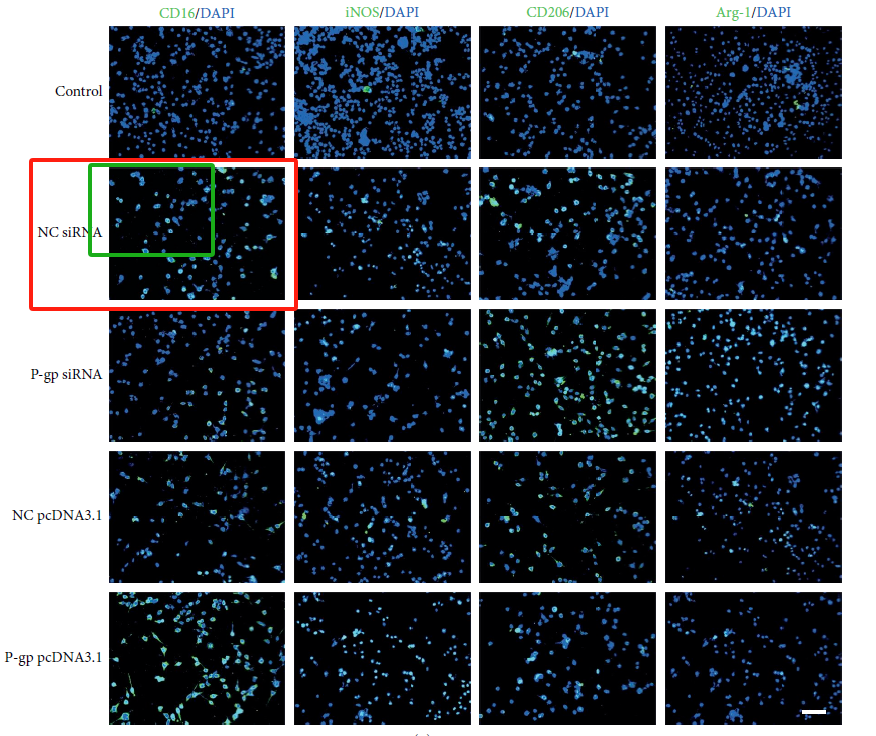 CD16/DAPI iNOS/DAPI CD206/DAPI Arg-1/DAPI
Control
NC siRNA
P-gp siRNA
NC pcDNA3.1
P-gp pcDNA3.1